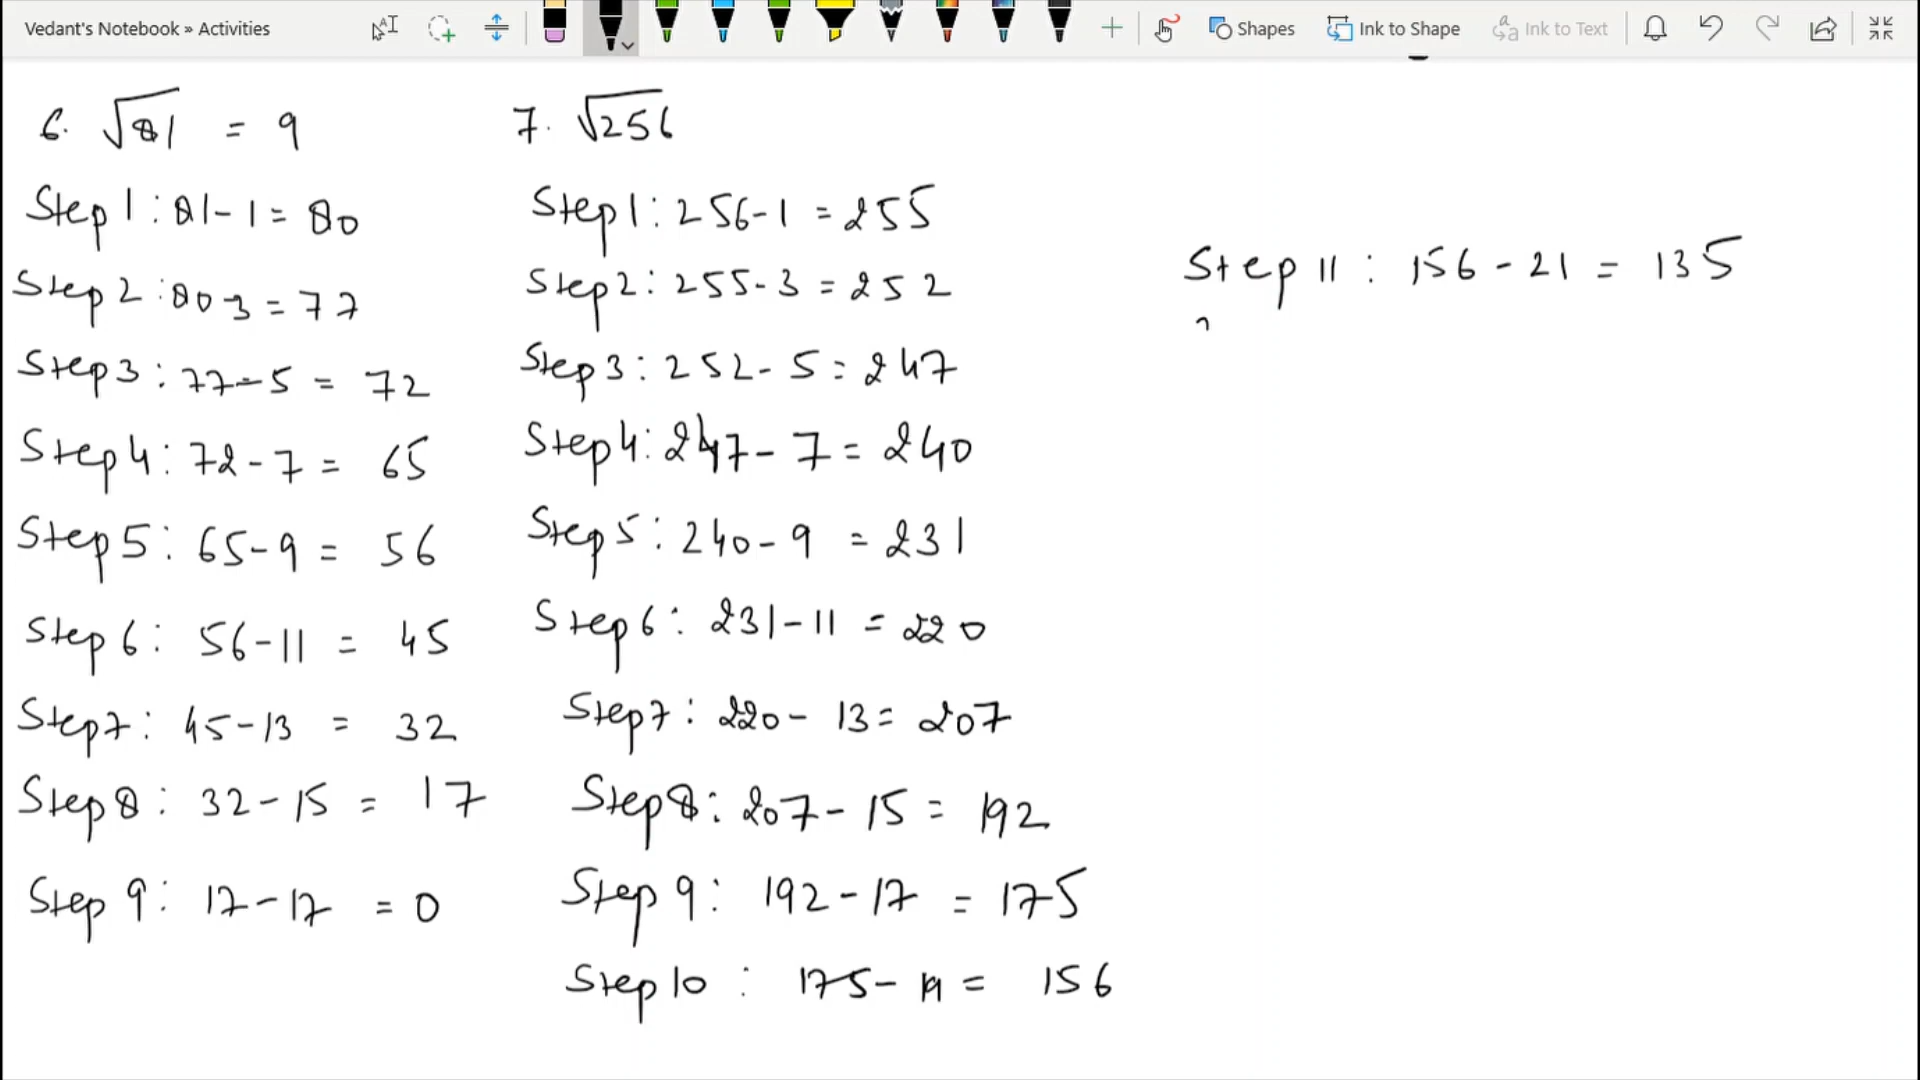 Vedant's Notebook » Activities
Shapes
Ink to Shape
Ink to Text
6. √81 = 9
Step 1 : 81 - 1 = 80
Step 2 : 80 3 = 77
Step 3 : 77 - 5 = 72
Step 4 : 72 - 7 = 65
Step 5 : 65 - 9 = 56
Step 6 : 56 - 11 = 45
Step 7 : 45 - 13 = 32
Step 8 : 32 - 15 = 17
Step 9 : 17 - 17 = 0
7. √256
Step 1 : 256 - 1 = 255
Step 2 : 255 - 3 = 252
Step 3 : 252 - 5 = 247
Step 4 : 247 - 7 = 240
Step 5 : 240 - 9 = 231
Step 6 : 231 - 11 = 220
Step 7 : 220 - 13 = 207
Step 8 : 207 - 15 = 192
Step 9 : 192 - 17 = 175
Step 10 : 175 - 19 = 156
Step 11 : 156 - 21 = 135